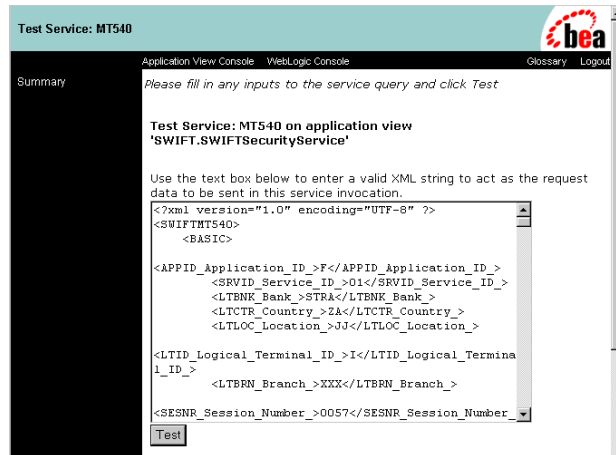 Test Service: MT540
bea
Application View Console WebLogic Console Glossary Logout
Summary
Please fill in any inputs to the service query and click Test
Test Service: MT540 on application view
'SWIFT.SWIFTSecurityService'
Use the text box below to enter a valid XML string to act as the request
data to be sent in this service invocation.
<?xml version="1.0" encoding="UTF-8" ?>
<SWIFTMT540>
<BASIC>
<APPID_Application_ID_>F</APPID_Application_ID_>
<SRVID_Service_ID_>01</SRVID_Service_ID_>
<LTBNK_Bank_>STRA</LTBNK_Bank_>
<LTCTR_Country_>ZA</LTCTR_Country_>
<LTLOC_Location_>JJ</LTLOC_Location_>
<LTID_Logical_Terminal_ID_>I</LTID_Logical_Termina
l_ID_>
<LTBRN_Branch_>XXX</LTBRN_Branch_>
<SESNR_Session_Number_>0057</SESNR_Session_Number_
Test